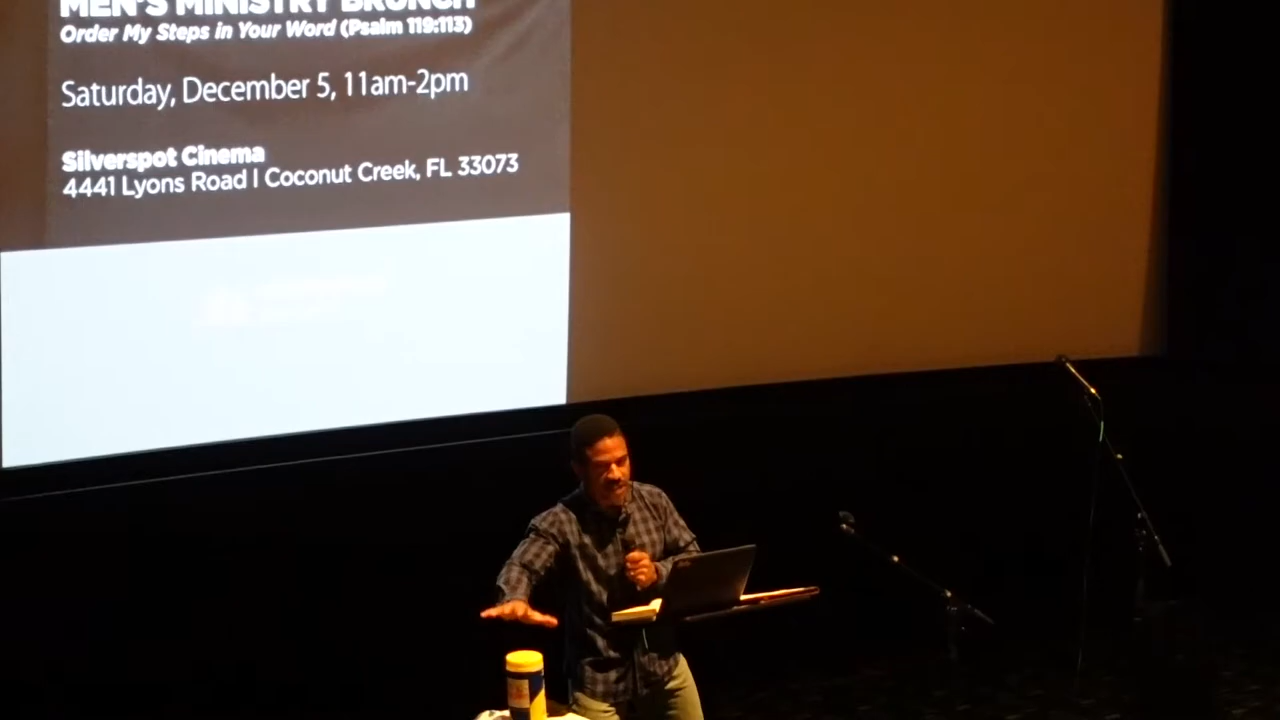 MEN'S MINISTRY BRUNCH
Order My Steps in Your Word (Psalm 119:113)
Saturday, December 5, 11am-2pm
Silverspot Cinema
4441 Lyons Road | Coconut Creek, FL 33073